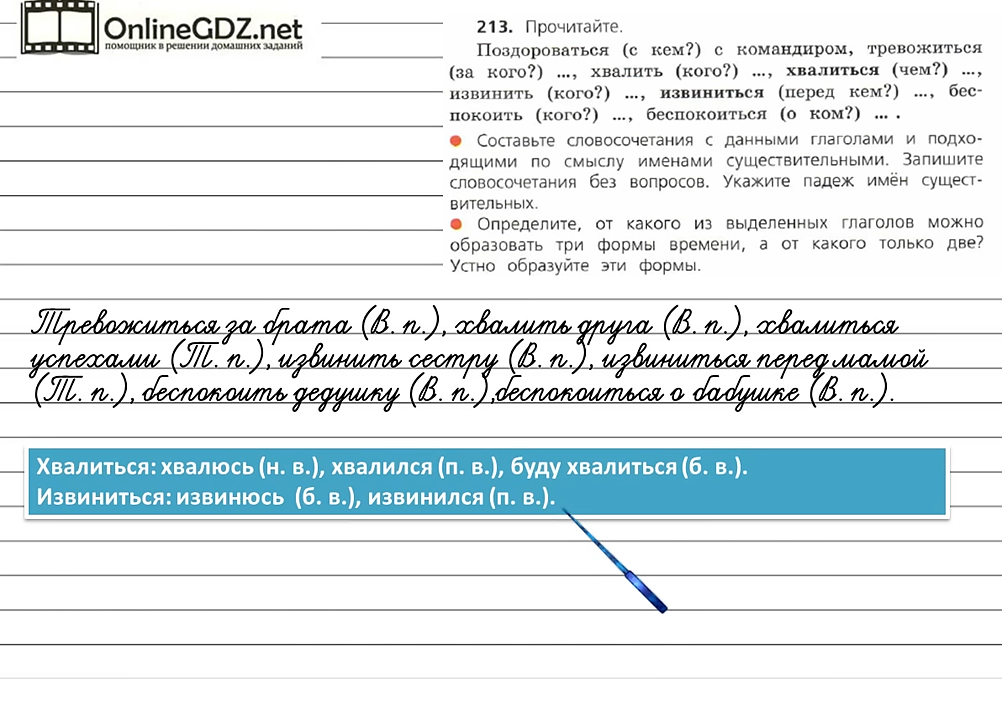 OnlineGDZ.net
помощник в решении домашних заданий
213. Прочитайте.
Поздороваться (с кем?) с командиром, тревожиться
(за кого?) ..., хвалить (кого?) ..., хвалиться (чем?) ...,
извинить (кого?) ..., извиниться (перед кем?) ..., бес-
покоить (кого?) ..., беспокоиться (о ком?) ... .
● Составьте словосочетания с данными глаголами и подхо-
дящими по смыслу именами существительными. Запишите
словосочетания без вопросов. Укажите падеж имён сущест-
вительных.
● Определите, от какого из выделенных глаголов можно
образовать три формы времени, а от какого только две?
Устно образуйте эти формы.
Тревожиться за брата (В. п.), хвалить друга (В. п.), хвалиться
успехами (Т. п.), извинить сестру (В. п.), извиниться перед мамой
(Т. п.), беспокоить дедушку (В. п.),беспокоиться о бабушке (В. п.).
Хвалиться: хвалюсь (н. в.), хвалился (п. в.), буду хвалиться (б. в.).
Извиниться: извинюсь (б. в.), извинился (п. в.).